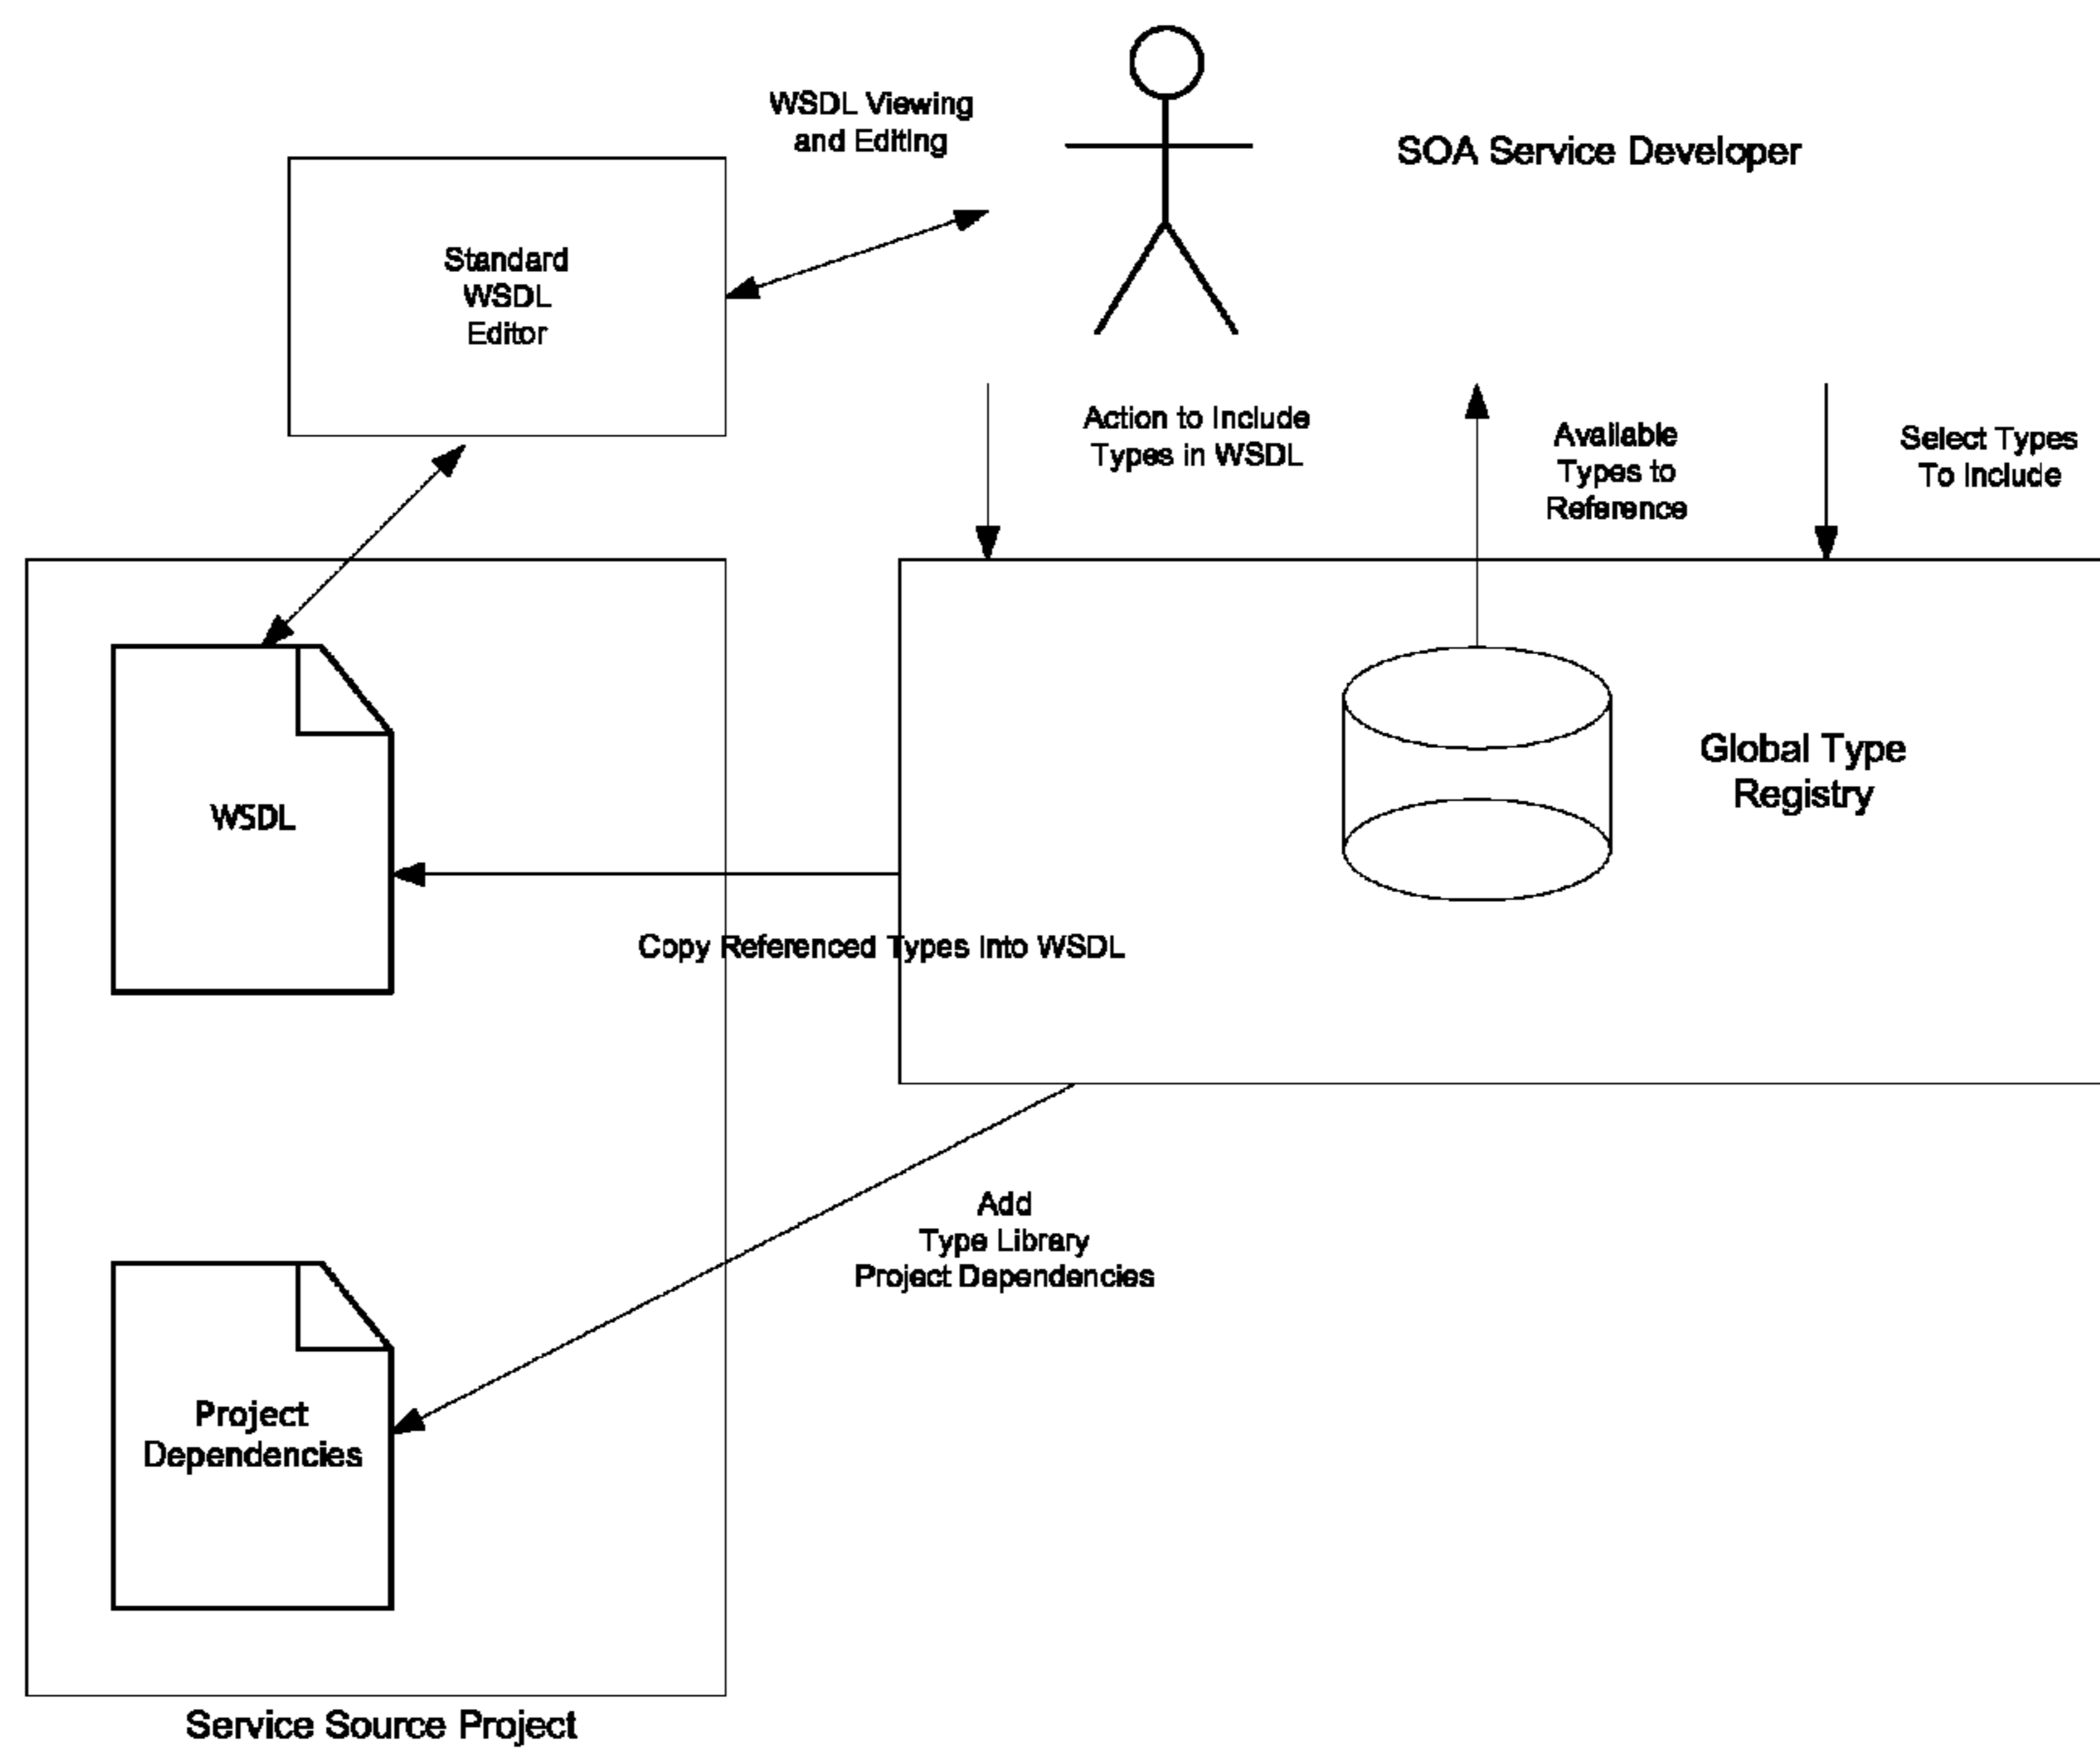 WSDL Viewing
and Editing
SOA Service Developer
Standard
WSDL
Editor
Action to Include
Types in WSDL
Available
Types to
Reference
Select Types
To Include
WSDL
Global Type
Registry
Copy Referenced Types Into WSDL
Add
Type Library
Project Dependencies
Project
Dependencies
Service Source Project